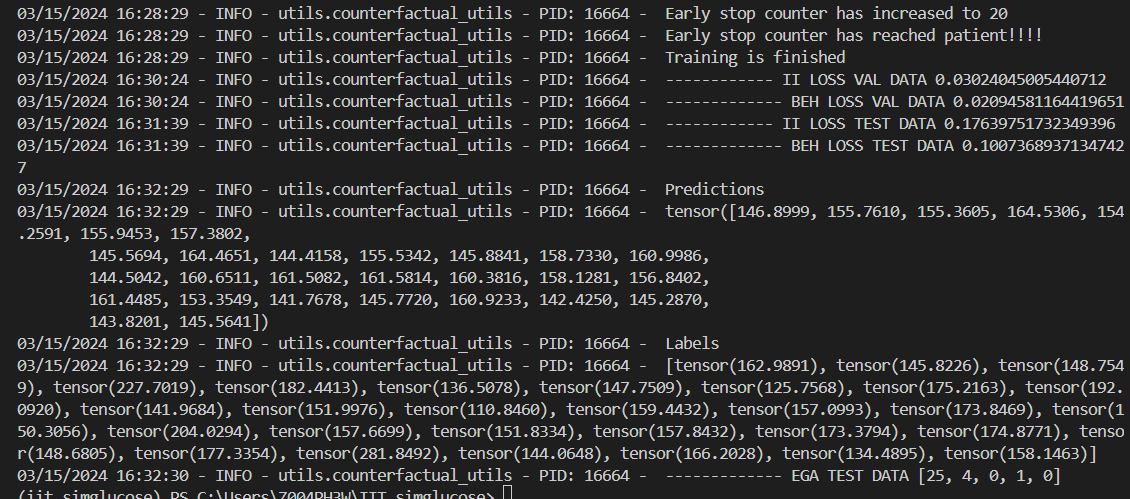 03/15/2024 16:28:29 - INFO - utils.counterfactual_utils - PID: 16664 -  Early stop counter has increased to 20
03/15/2024 16:28:29 - INFO - utils.counterfactual_utils - PID: 16664 -  Early stop counter has reached patient!!!!
03/15/2024 16:28:29 - INFO - utils.counterfactual_utils - PID: 16664 -  Training is finished
03/15/2024 16:30:24 - INFO - utils.counterfactual_utils - PID: 16664 -  ------------ II LOSS VAL DATA 0.03024045005440712
03/15/2024 16:30:24 - INFO - utils.counterfactual_utils - PID: 16664 -  ------------- BEH LOSS VAL DATA 0.02094581164419651
03/15/2024 16:31:39 - INFO - utils.counterfactual_utils - PID: 16664 -  ------------ II LOSS TEST DATA 0.17639751732349396
03/15/2024 16:31:39 - INFO - utils.counterfactual_utils - PID: 16664 -  ------------- BEH LOSS TEST DATA 0.1007368937134742
7
03/15/2024 16:32:29 - INFO - utils.counterfactual_utils - PID: 16664 -  Predictions
03/15/2024 16:32:29 - INFO - utils.counterfactual_utils - PID: 16664 -  tensor([146.8999, 155.7610, 155.3605, 164.5306, 154
.2591, 155.9453, 157.3802,
        145.5694, 164.4651, 144.4158, 155.5342, 145.8841, 158.7330, 160.9986,
        144.5042, 160.6511, 161.5082, 161.5814, 160.3816, 158.1281, 156.8402,
        161.4485, 153.3549, 141.7678, 145.7720, 160.9233, 142.4250, 145.2870,
        143.8201, 145.5641])
03/15/2024 16:32:29 - INFO - utils.counterfactual_utils - PID: 16664 -  Labels
03/15/2024 16:32:29 - INFO - utils.counterfactual_utils - PID: 16664 -  [tensor(162.9891), tensor(145.8226), tensor(148.754
9), tensor(227.7019), tensor(182.4413), tensor(136.5078), tensor(147.7509), tensor(125.7568), tensor(175.2163), tensor(192.
0920), tensor(141.9684), tensor(151.9976), tensor(110.8460), tensor(159.4432), tensor(157.0993), tensor(173.8469), tensor(1
50.3056), tensor(204.0294), tensor(157.6699), tensor(151.8334), tensor(157.8432), tensor(173.3794), tensor(174.8771), tenso
r(148.6805), tensor(177.3354), tensor(281.8492), tensor(144.0648), tensor(166.2028), tensor(134.4895), tensor(158.1463)]
03/15/2024 16:32:30 - INFO - utils.counterfactual_utils - PID: 16664 -  ------------- EGA TEST DATA [25, 4, 0, 1, 0]
(iit_simglucose) PS C:\Users\Z004PH3W\IIT_simglucose>